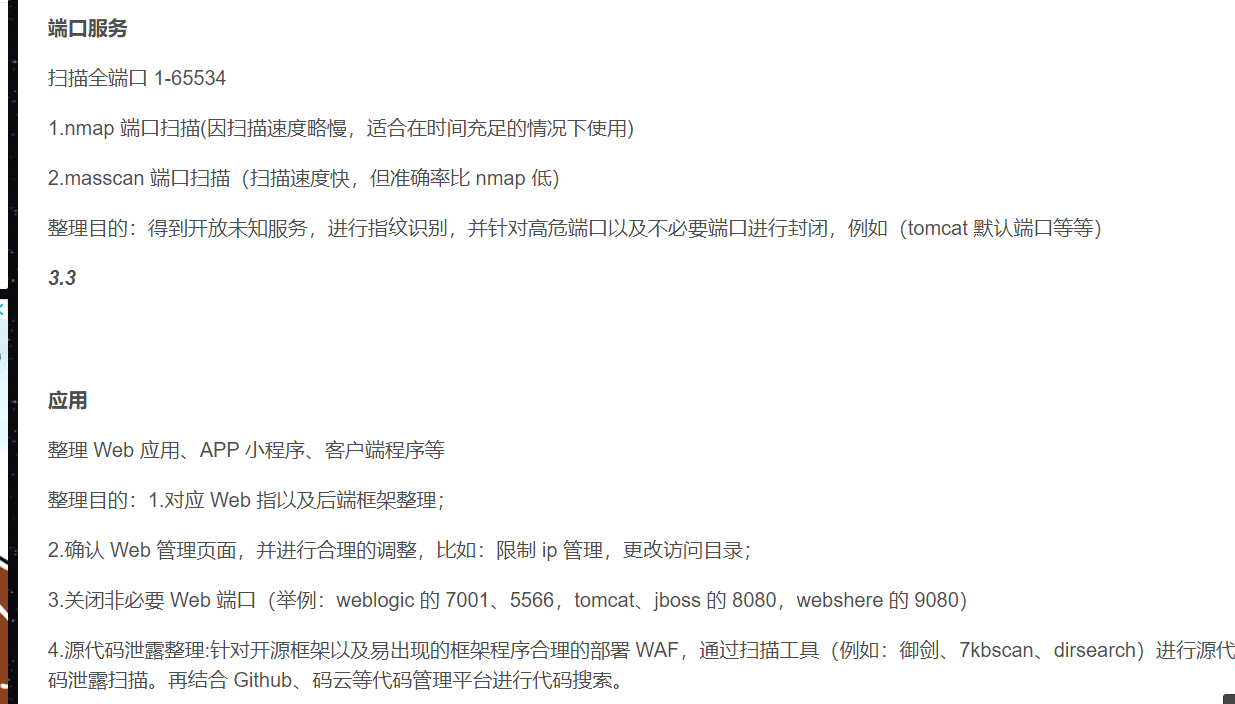 端口服务
扫描全端口 1-65534
1.nmap 端口扫描(因扫描速度略慢，适合在时间充足的情况下使用)
2.masscan 端口扫描（扫描速度快，但准确率比 nmap 低）
整理目的：得到开放未知服务，进行指纹识别，并针对高危端口以及不必要端口进行封闭，例如（tomcat 默认端口等等）
3.3
应用
整理 Web 应用、APP 小程序、客户端程序等
整理目的：1.对应 Web 指以及后端框架整理；
2.确认 Web 管理页面，并进行合理的调整，比如：限制 ip 管理，更改访问目录；
3.关闭非必要 Web 端口（举例：weblogic 的 7001、5566，tomcat、jboss 的 8080，webshere 的 9080）
4.源代码泄露整理:针对开源框架以及易出现的框架程序合理的部署 WAF，通过扫描工具（例如：御剑、7kbscan、dirsearch）进行源代
码泄露扫描。再结合 Github、码云等代码管理平台进行代码搜索。